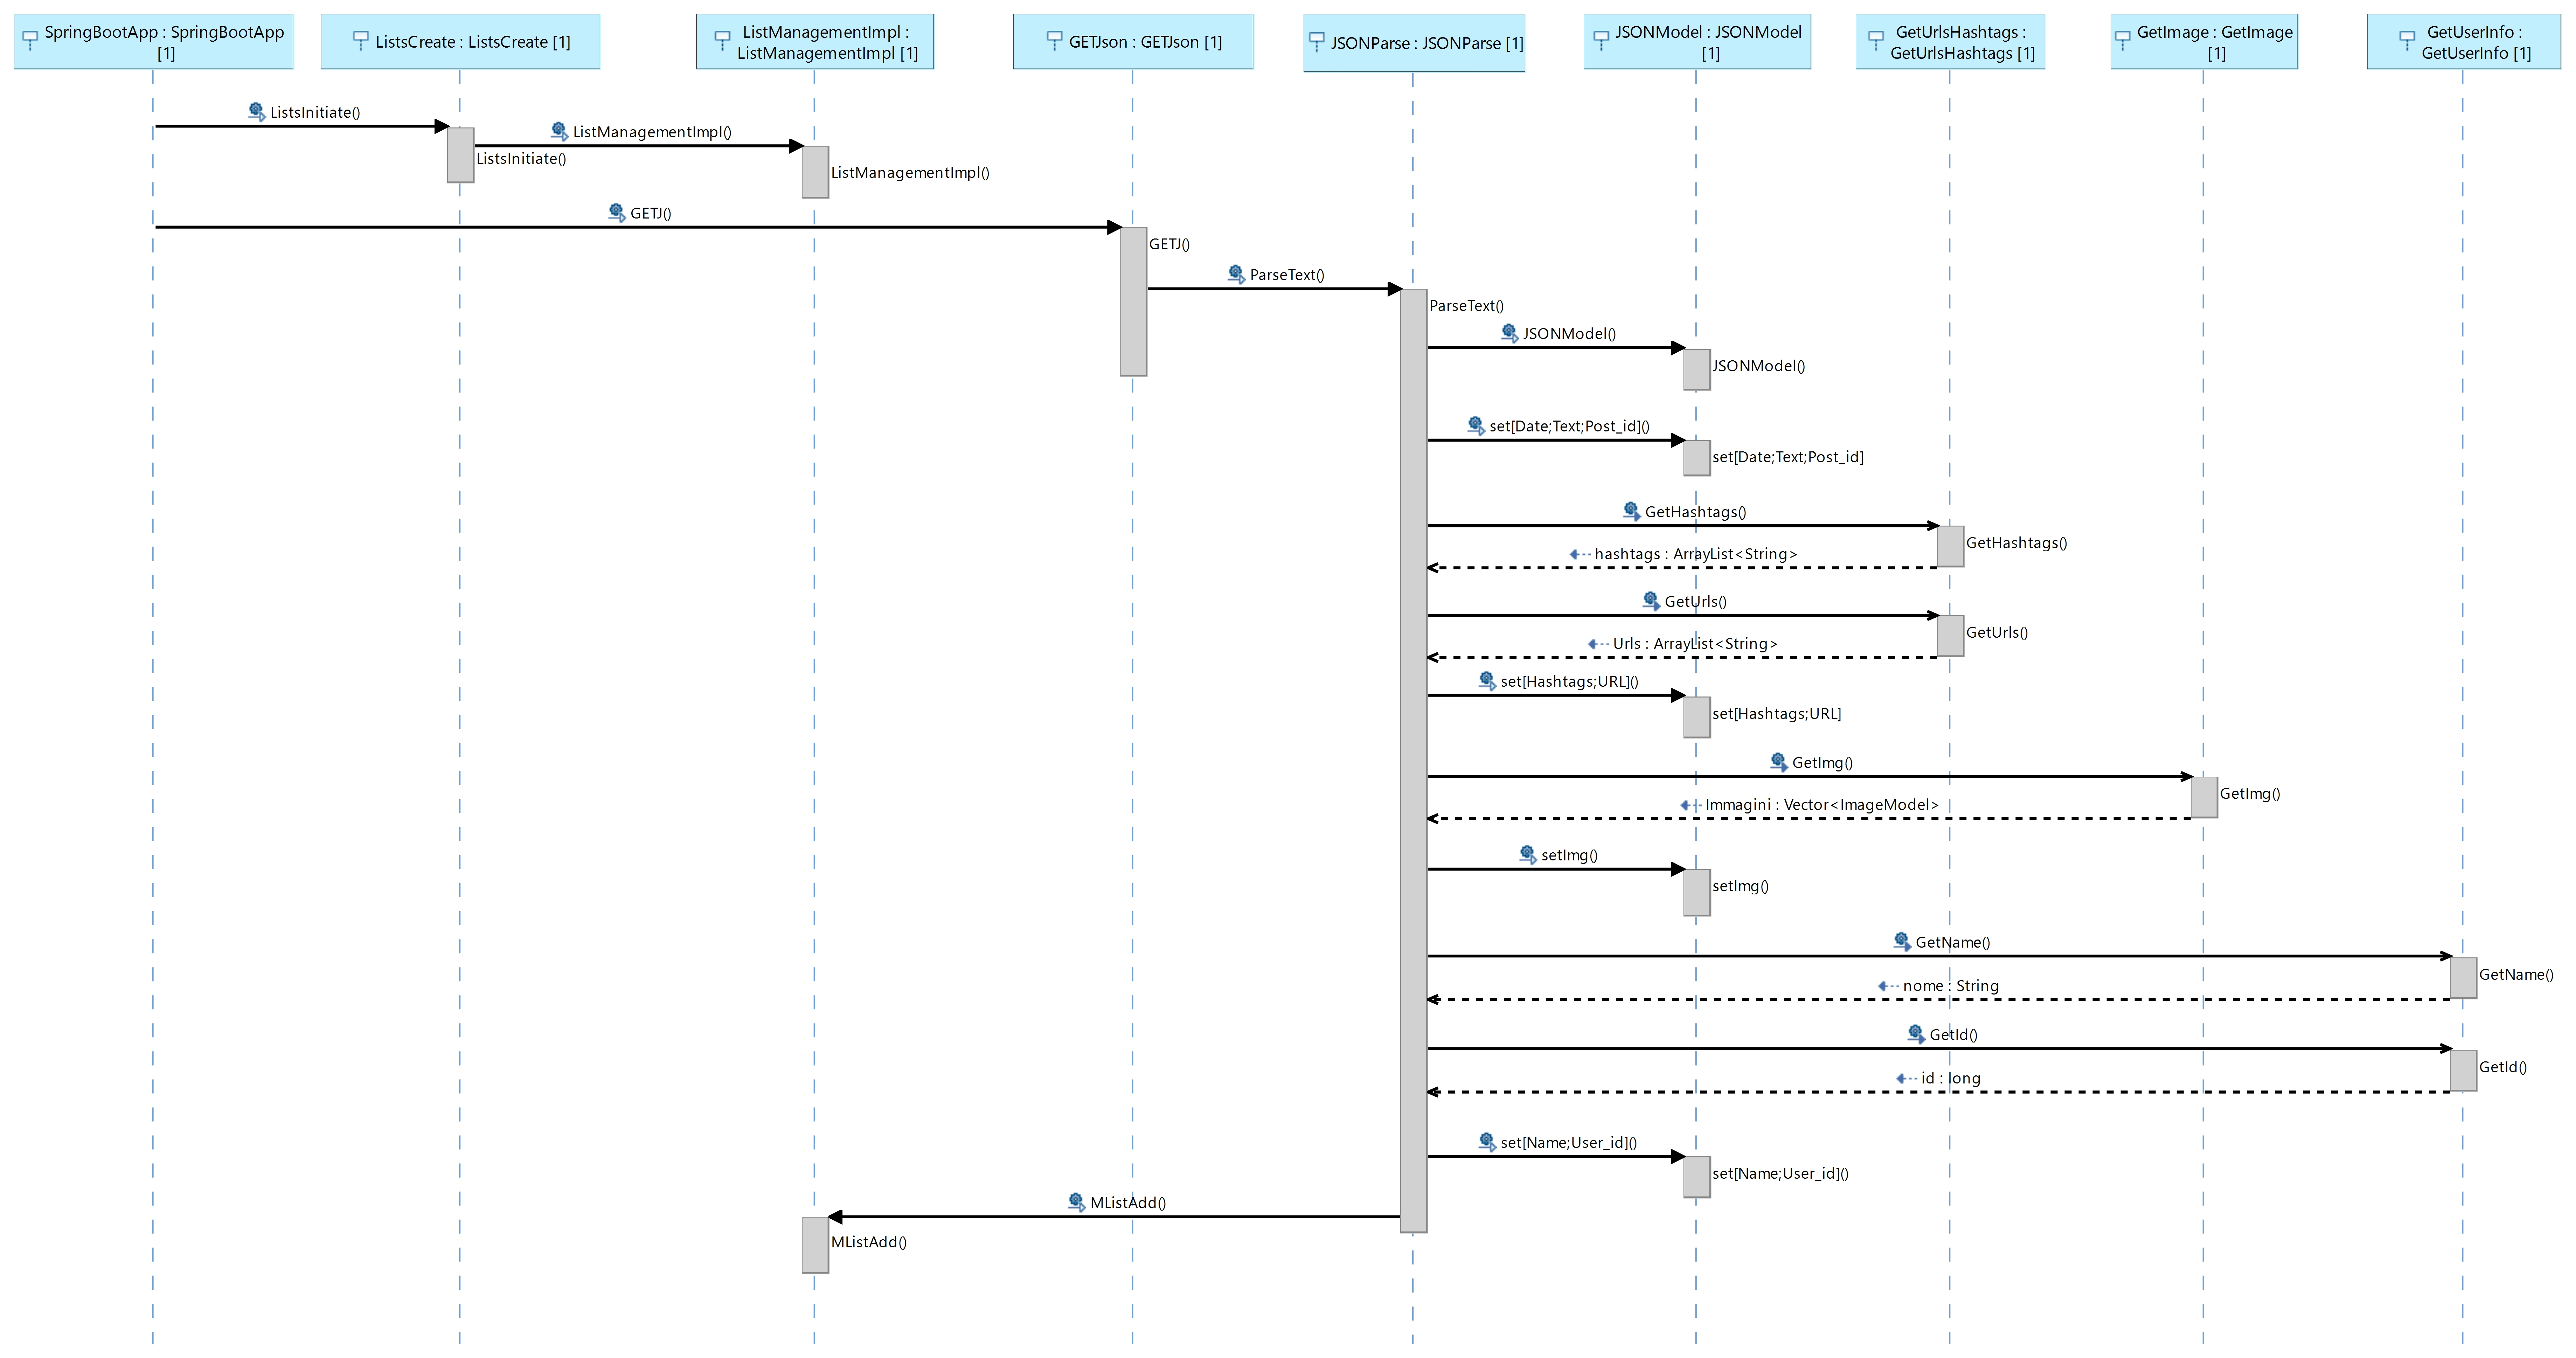 SpringBootApp : SpringBootApp
[1]
ListsCreate : ListsCreate [1]
ListManagementImpl :
ListManagementImpl [1]
GETJson : GETJson [1]
JSONParse : JSONParse [1]
JSONModel : JSONModel
[1]
GetUrlsHashtags :
GetUrlsHashtags [1]
GetImage : GetImage
[1]
GetUserInfo :
GetUserInfo [1]
ListsInitiate()
ListManagementImpl()
ListsInitiate()
ListManagementImpl()
GETJ()
GETJ()
ParseText()
ParseText()
JSONModel()
JSONModel()
set[Date;Text;Post_id]()
set[Date;Text;Post_id]
GetHashtags()
GetHashtags()
hashtags : ArrayList<String>
GetUrls()
GetUrls()
Urls : ArrayList<String>
set[Hashtags;URL]()
set[Hashtags;URL]
GetImg()
GetImg()
Immagini : Vector<ImageModel>
setImg()
setImg()
GetName()
GetName()
nome : String
GetId()
GetId()
id : long
set[Name;User_id]()
set[Name;User_id]()
MListAdd()
MListAdd()